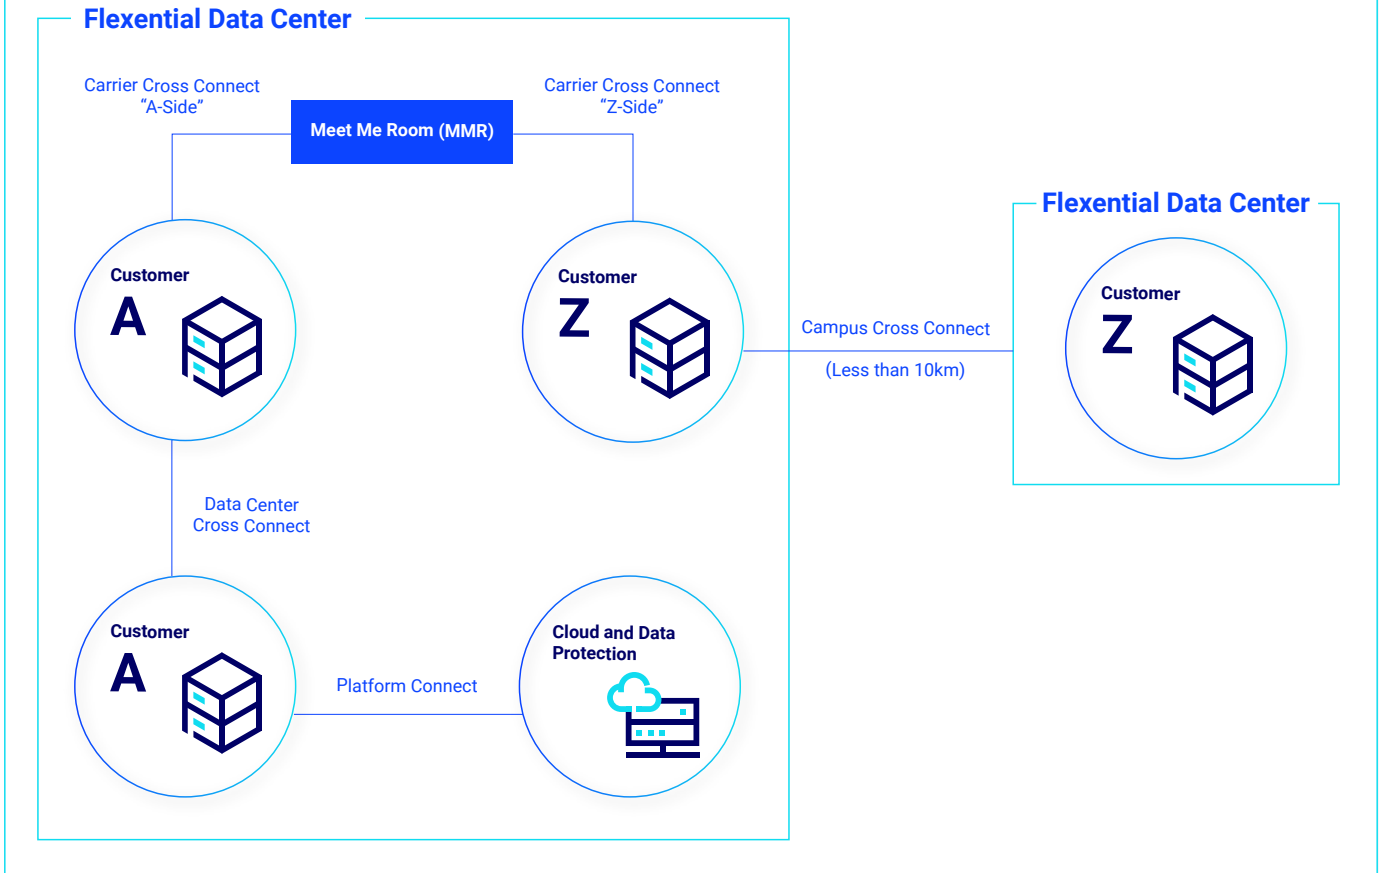 Flexential Data Center
Carrier Cross Connect
“A-Side”
Carrier Cross Connect
“Z-Side”
Meet Me Room (MMR)
Customer
A
Customer
Z
Campus Cross Connect
(Less than 10km)
Flexential Data Center
Customer
Z
Data Center
Cross Connect
Customer
A
Platform Connect
Cloud and Data
Protection